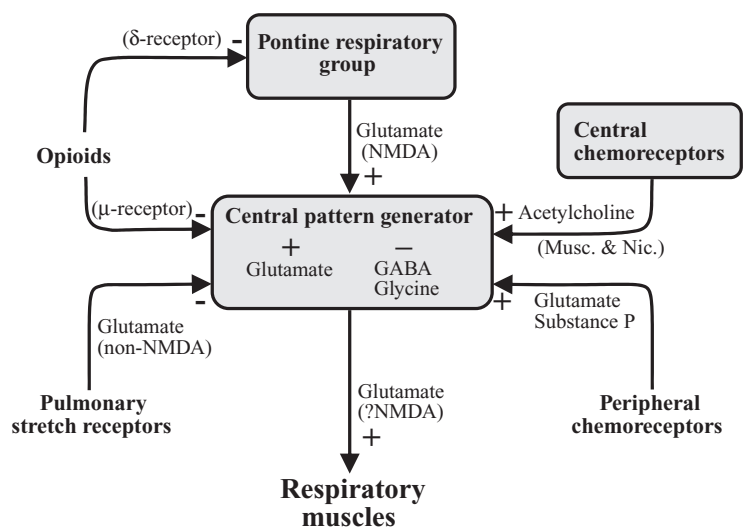 (δ-receptor) -
Pontine respiratory
group
Glutamate
(NMDA)
+
Central
chemoreceptors
Opioids
(μ-receptor) -
Central pattern generator
+ −
Glutamate
GABA
Glycine
+ Acetylcholine
(Musc. & Nic.)
-
+
Glutamate
Substance P
Glutamate
(non-NMDA)
Pulmonary
stretch receptors
Glutamate
(?NMDA)
+
Peripheral
chemoreceptors
Respiratory
muscles